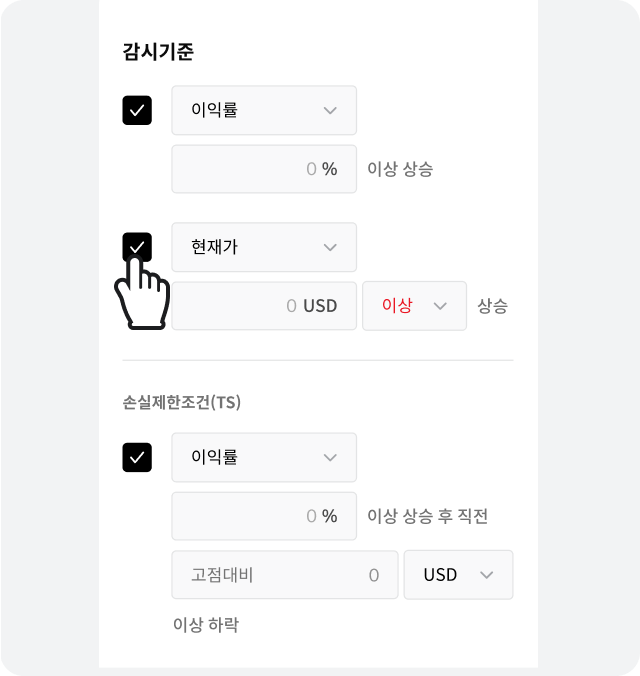 감시기준
이익률
0 % 이상 상승
현재가
0 USD 이상 상승
손실제한조건(TS)
이익률
0 % 이상 상승 후 직전
고점대비 0 USD
이상 하락